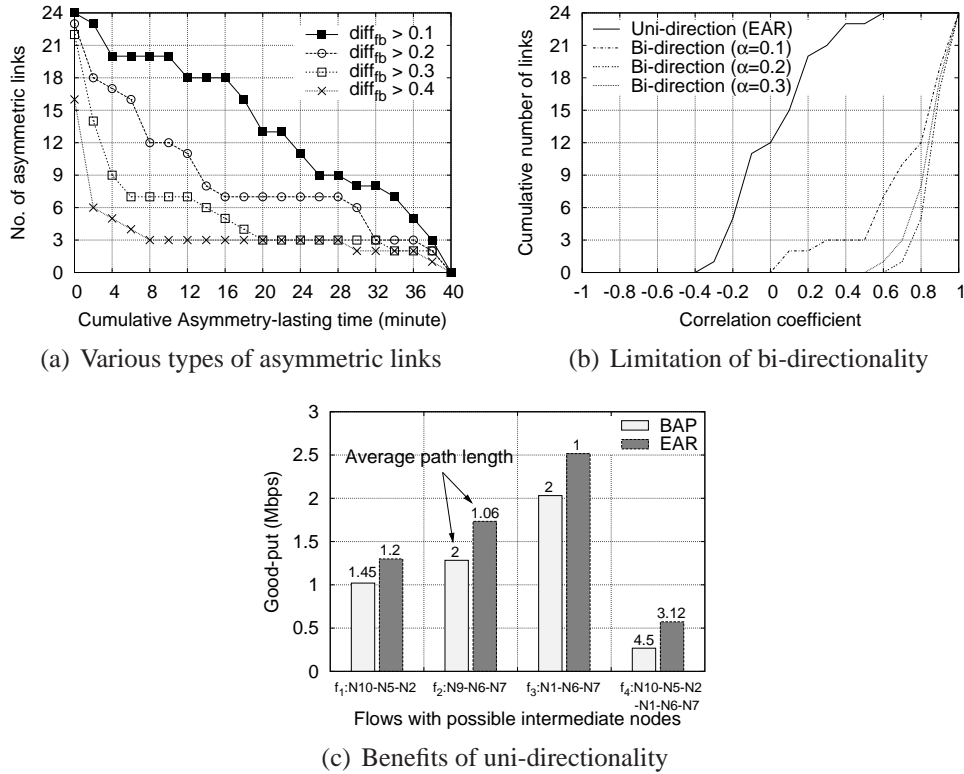 24
21
18
15
12
9
6
3
0
No. of asymmetric links
diff_fb > 0.1
diff_fb > 0.2
diff_fb > 0.3
diff_fb > 0.4
0 4 8 12 16 20 24 28 32 36 40
Cumulative Asymmetry-lasting time (minute)
(a) Various types of asymmetric links
24
21
18
15
12
9
6
3
0
Cumulative number of links
Uni-direction (EAR)
Bi-direction (α=0.1)
Bi-direction (α=0.2)
Bi-direction (α=0.3)
-1 -0.8 -0.6 -0.4 -0.2 0 0.2 0.4 0.6 0.8 1
Correlation coefficient
(b) Limitation of bi-directionality
3
2.5
2
1.5
1
0.5
0
Good-put (Mbps)
BAP
EAR
Average path length
1.45
1.2
2
1.06
2
1
4.5
3.12
f1:N10-N5-N2 f2:N9-N6-N7 f3:N1-N6-N7 f4:N10-N5-N2
-N1-N6-N7
Flows with possible intermediate nodes
(c) Benefits of uni-directionality